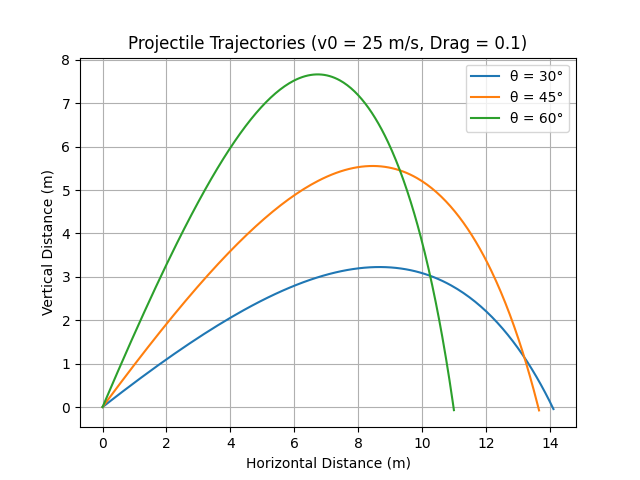 Projectile Trajectories (v0 = 25 m/s, Drag = 0.1)
8
7
6
5
4
3
2
1
0
Vertical Distance (m)
θ = 30°
θ = 45°
θ = 60°
0 2 4 6 8 10 12 14
Horizontal Distance (m)